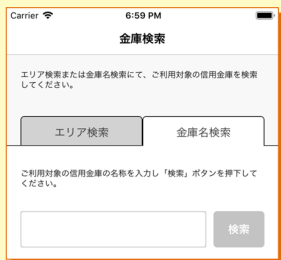 Carrier 6:59 PM
金庫検索
エリア検索または金庫名検索にて、ご利用対象の信用金庫を検索
してください。
エリア検索 金庫名検索
ご利用対象の信用金庫の名称を入力し「検索」ボタンを押下して
ください。
検索